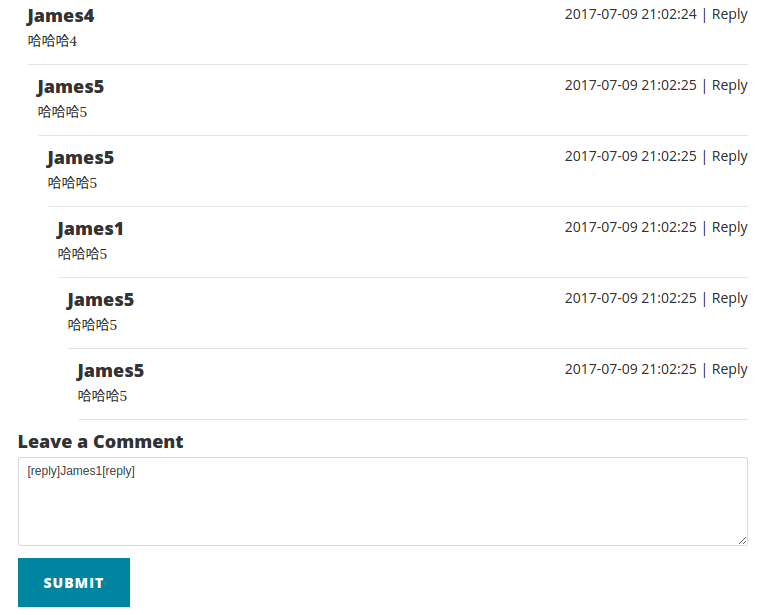 James4 2017-07-09 21:02:24 | Reply
哈哈哈4
James5 2017-07-09 21:02:25 | Reply
哈哈哈5
James5 2017-07-09 21:02:25 | Reply
哈哈哈5
James1 2017-07-09 21:02:25 | Reply
哈哈哈5
James5 2017-07-09 21:02:25 | Reply
哈哈哈5
James5 2017-07-09 21:02:25 | Reply
哈哈哈5
Leave a Comment
[reply]James1[reply]
SUBMIT